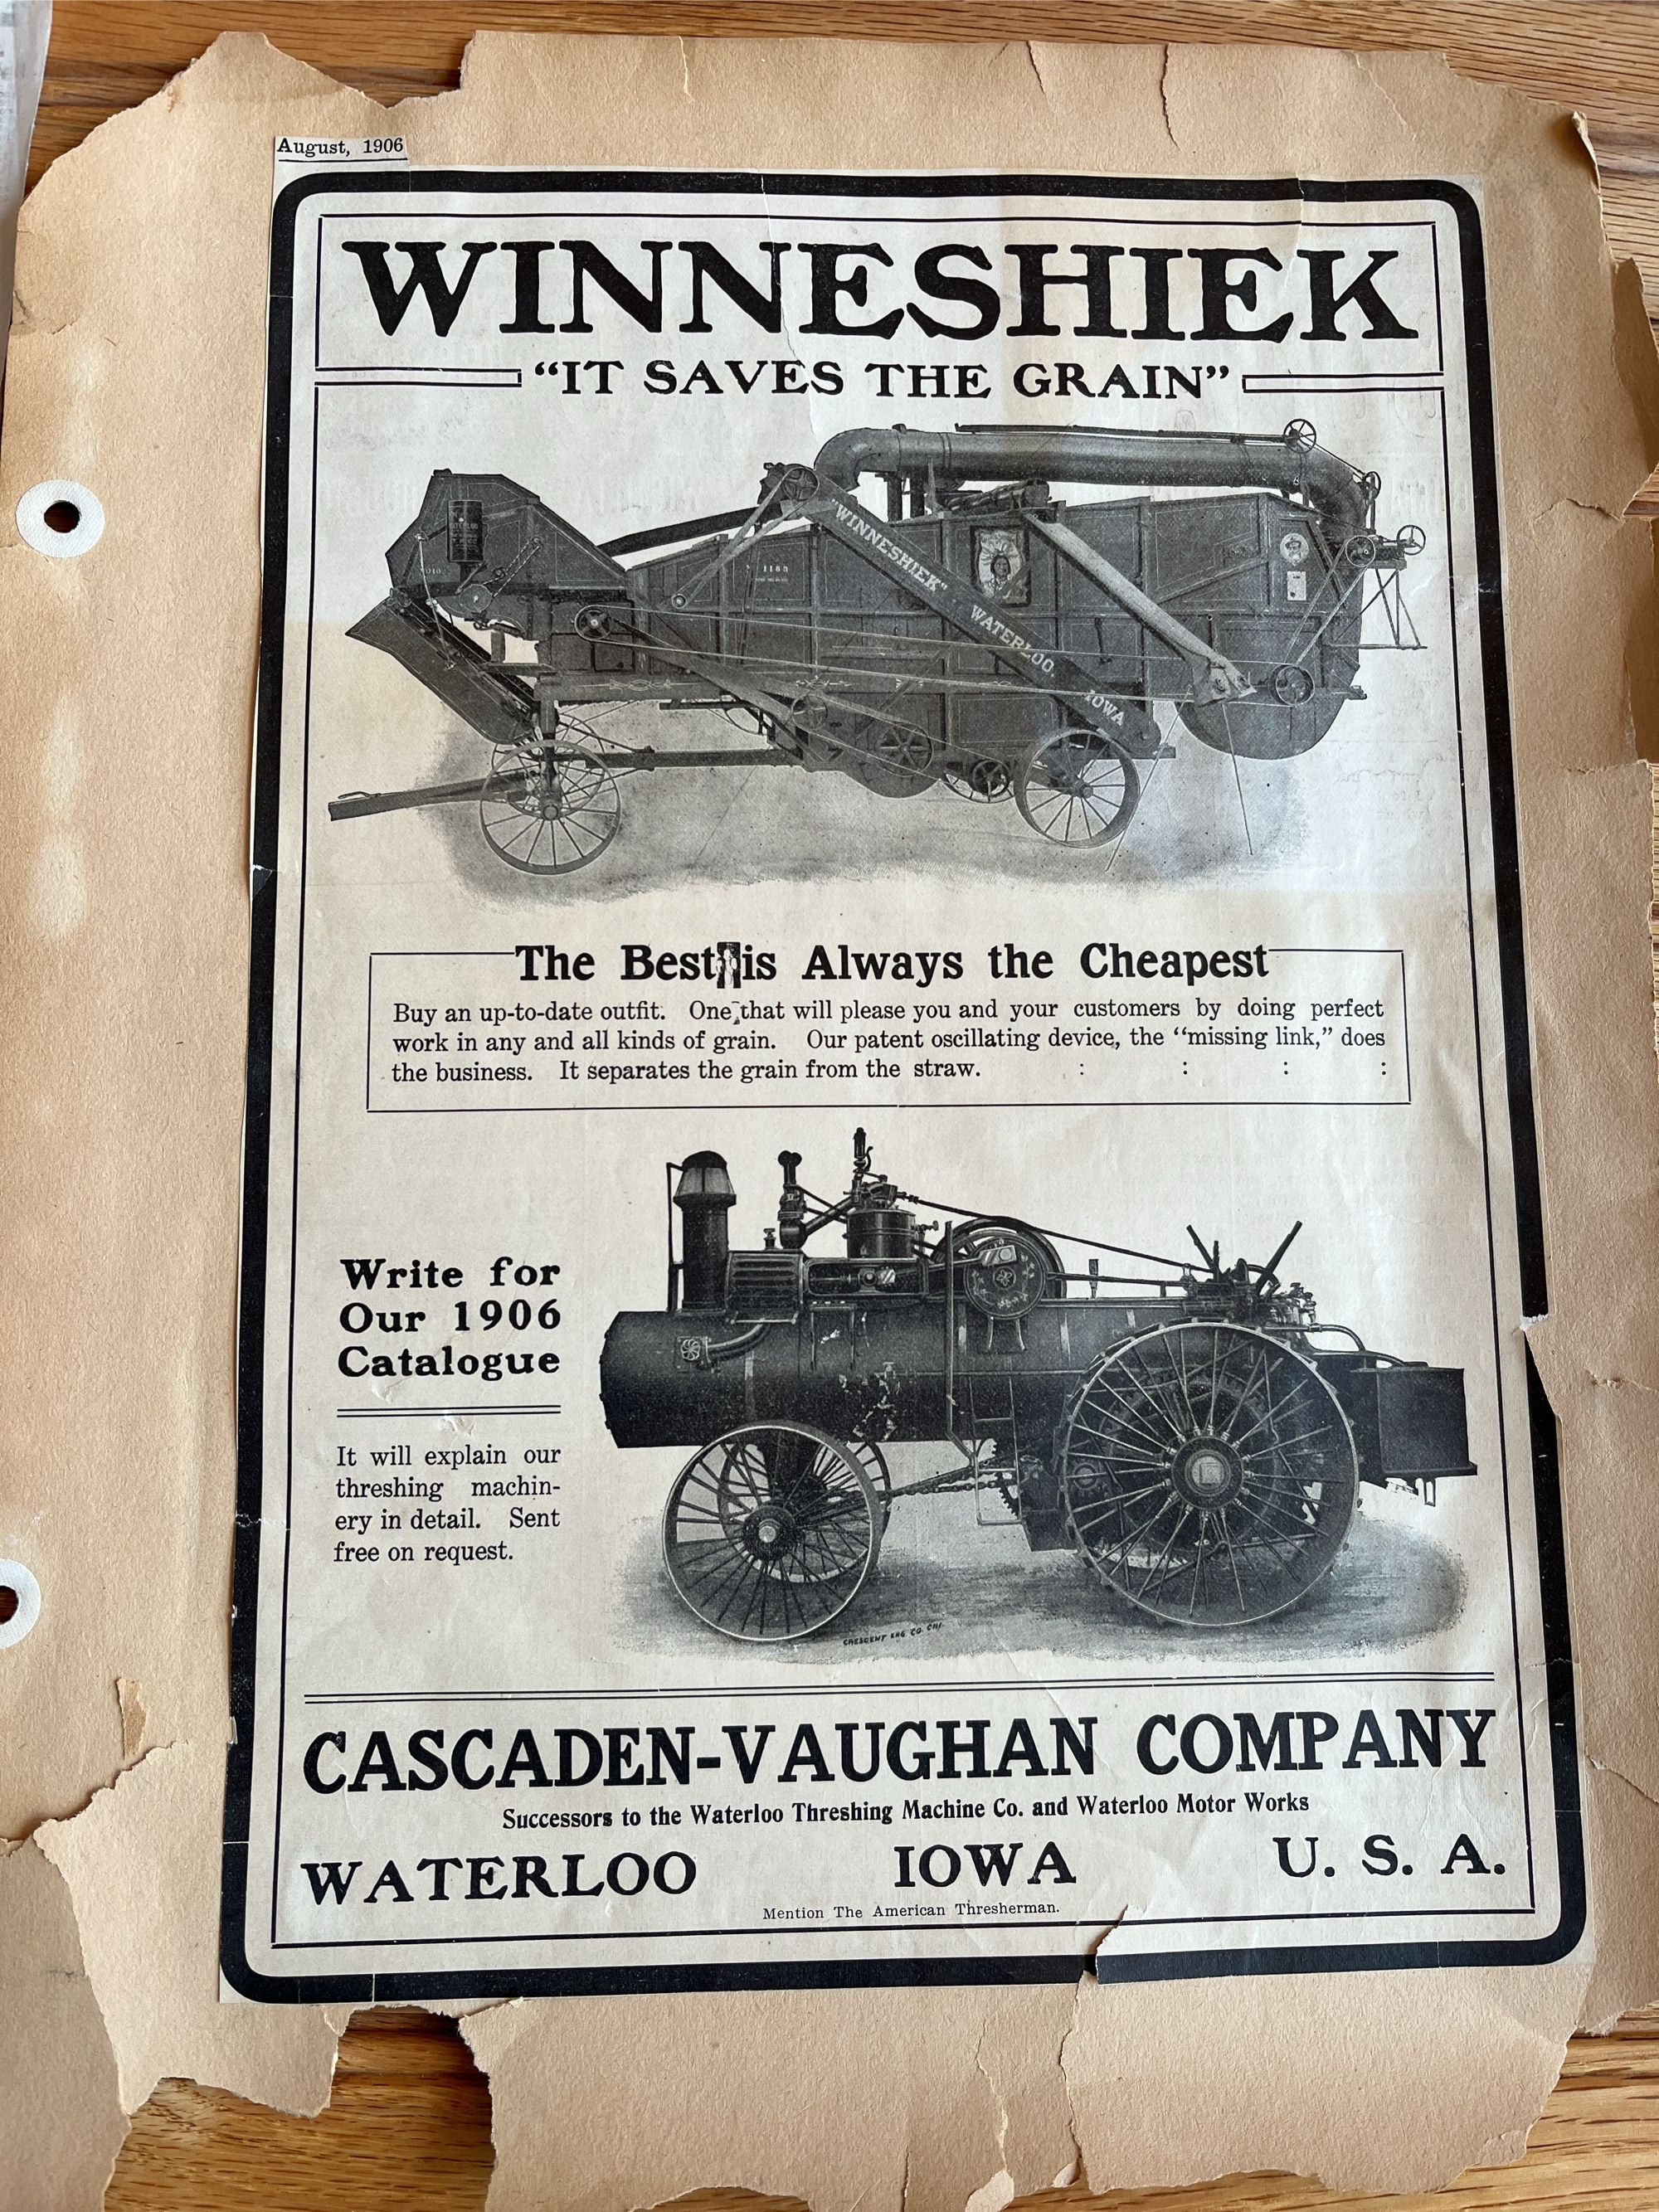 August, 1906
WINNESHIEK
“IT SAVES THE GRAIN”
1185
"WINNESHIEK" WATERLOO, IOWA
The Best is Always the Cheapest
Buy an up-to-date outfit. One that will please you and your customers by doing perfect
work in any and all kinds of grain. Our patent oscillating device, the “missing link,” does
the business. It separates the grain from the straw. : : : :
Write for
Our 1906
Catalogue
It will explain our
threshing machin-
ery in detail. Sent
free on request.
CRESCENT ENG. CO. CHI.
CASCADEN-VAUGHAN COMPANY
Successors to the Waterloo Threshing Machine Co. and Waterloo Motor Works
WATERLOO IOWA U. S. A.
Mention The American Thresherman.